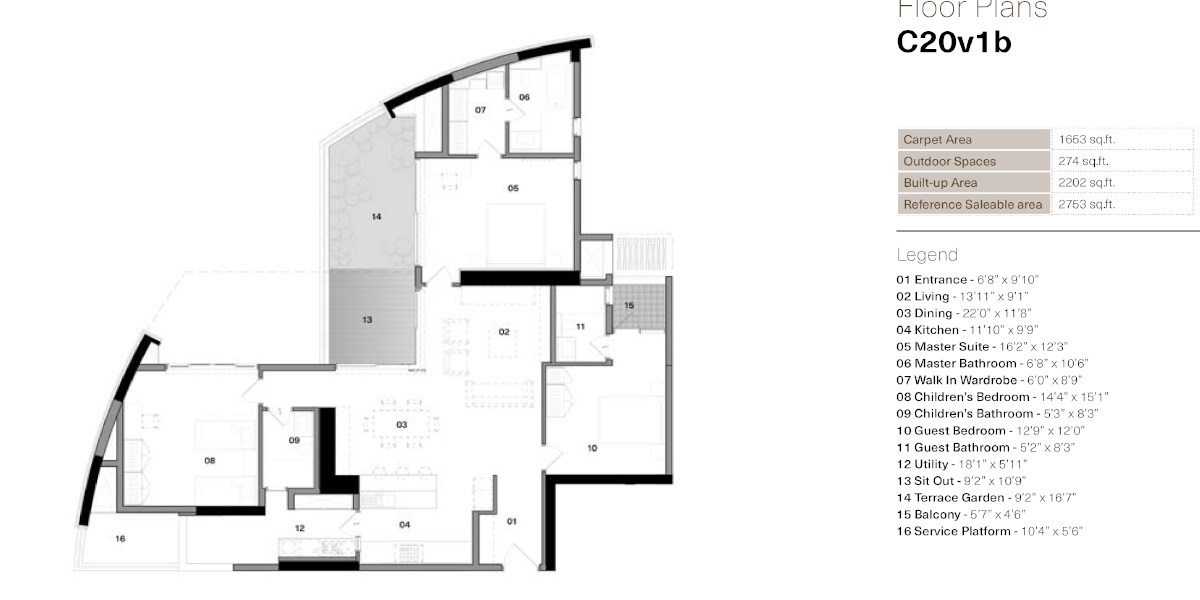 Floor Plans
C20v1b
Carpet Area 1653 sq.ft.
Outdoor Spaces 274 sq.ft.
Built-up Area 2202 sq.ft.
Reference Saleable area 2753 sq.ft.
Legend
01 Entrance - 6'8" x 9'10"
02 Living - 13'11" x 9'1"
03 Dining - 22'0" x 11'8"
04 Kitchen - 11'10" x 9'9"
05 Master Suite - 16'2" x 12'3"
06 Master Bathroom - 6'8" x 10'6"
07 Walk In Wardrobe - 6'0" x 8'9"
08 Children's Bedroom - 14'4" x 15'1"
09 Children's Bathroom - 5'3" x 8'3"
10 Guest Bedroom - 12'9" x 12'0"
11 Guest Bathroom - 5'2" x 8'3"
12 Utility - 18'1" x 5'11"
13 Sit Out - 9'2" x 10'9"
14 Terrace Garden - 9'2" x 16'7"
15 Balcony - 5'7" x 4'6"
16 Service Platform - 10'4" x 5'6"
06
07
05
14
15
13
11
02
03
09
10
08
01
04
12
16